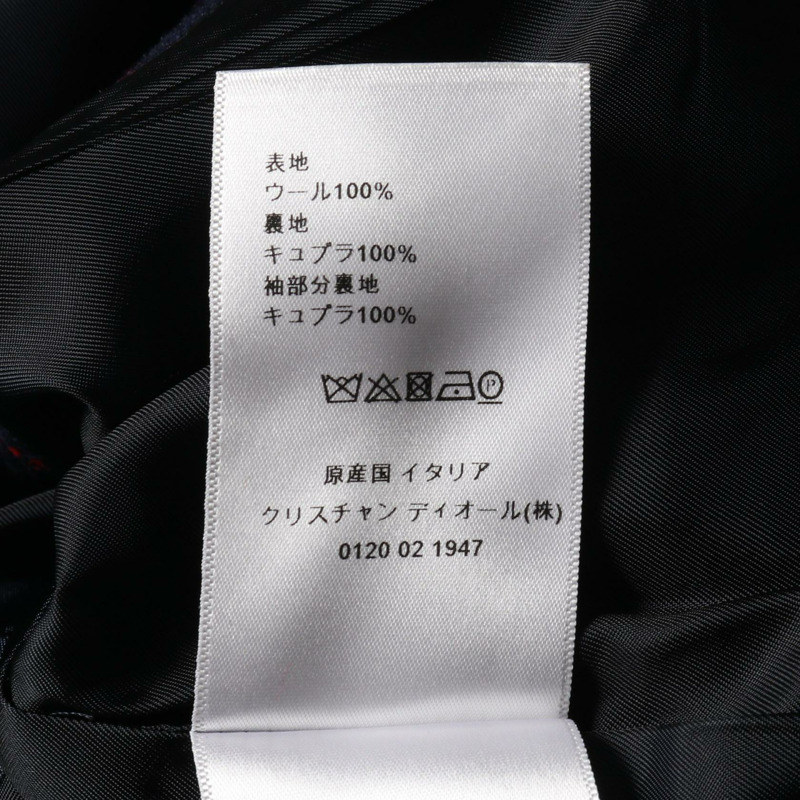 表地
ウール100%
裏地
キュプラ100%
袖部分裏地
キュプラ100%
P
原産国 イタリア
クリスチャン ディオール(株)
0120 02 1947